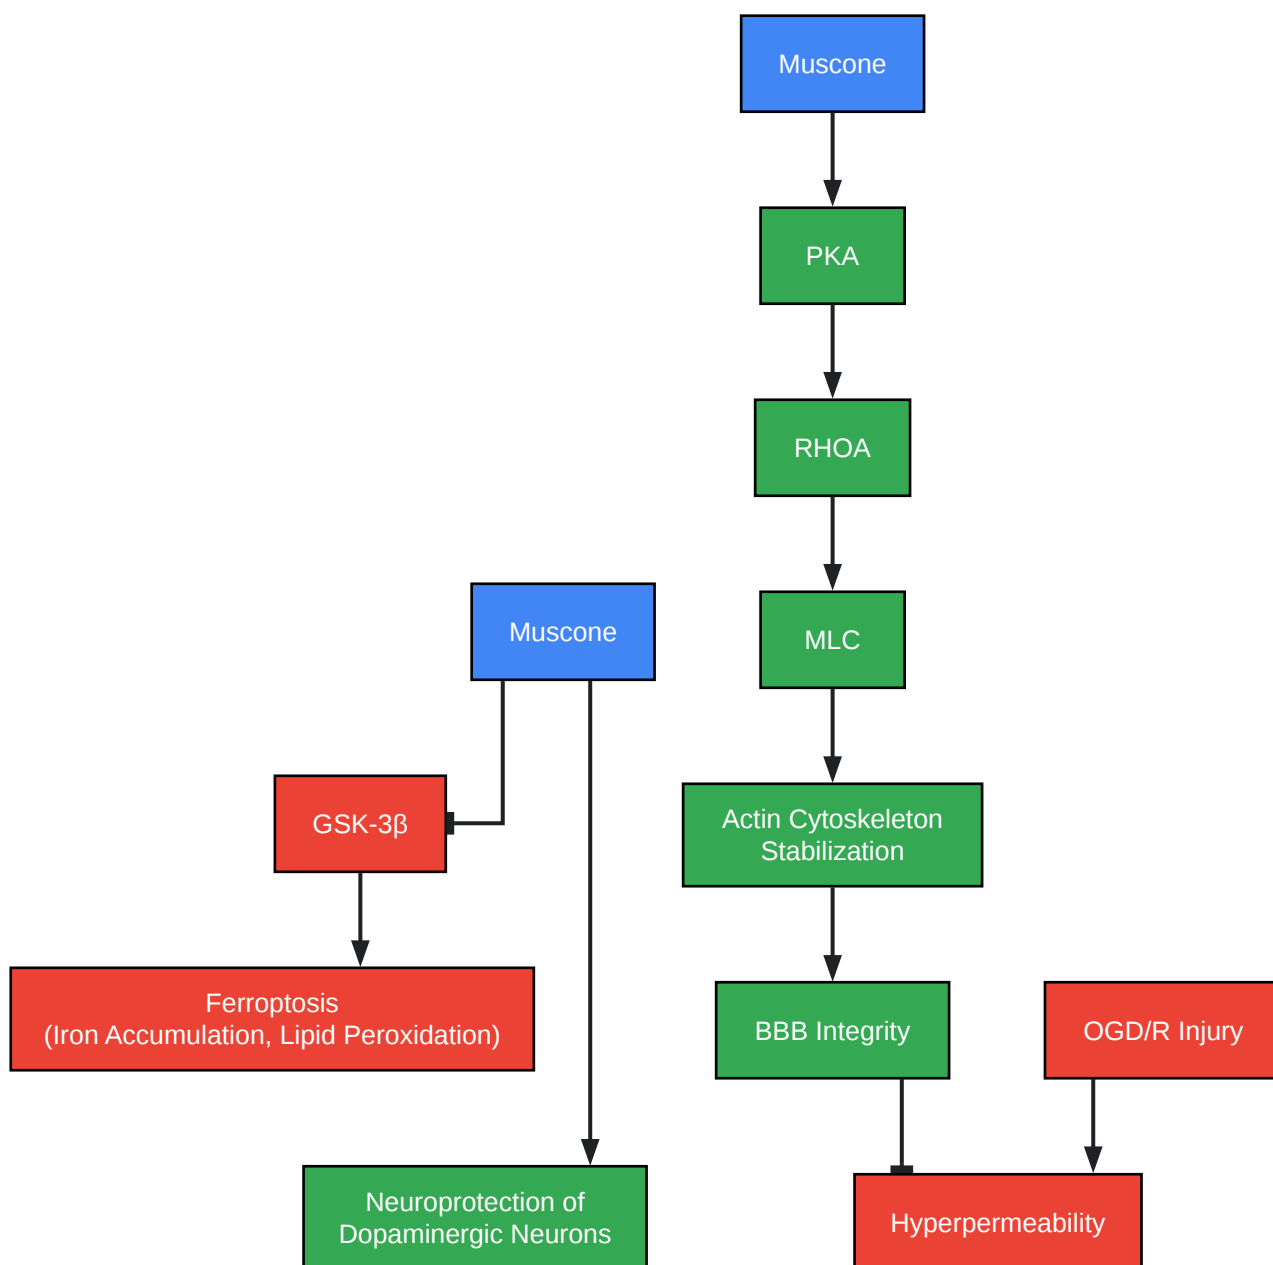 Muscone
PKA
RHOA
MLC
Muscone
GSK-3β
Actin Cytoskeleton
Stabilization
Ferroptosis
(Iron Accumulation, Lipid Peroxidation)
BBB Integrity
OGD/R Injury
Neuroprotection of
Dopaminergic Neurons
Hyperpermeability